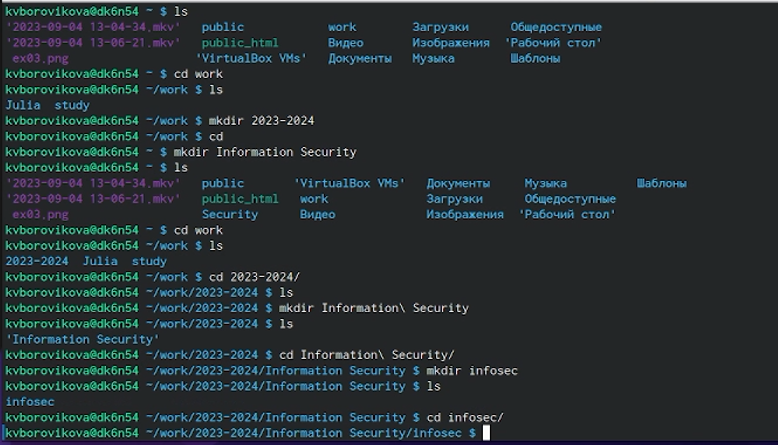 kvborovikova@dk6n54 ~ $ ls
'2023-09-04 13-04-34.mkv' public work Загрузки Общедоступные
'2023-09-04 13-06-21.mkv' public_html Видео Изображения 'Рабочий стол'
ex03.png 'VirtualBox VMs' Документы Музыка Шаблоны
kvborovikova@dk6n54 ~ $ cd work
kvborovikova@dk6n54 ~/work $ ls
Julia study
kvborovikova@dk6n54 ~/work $ mkdir 2023-2024
kvborovikova@dk6n54 ~/work $ cd
kvborovikova@dk6n54 ~ $ mkdir Information Security
kvborovikova@dk6n54 ~ $ ls
'2023-09-04 13-04-34.mkv' public 'VirtualBox VMs' Документы Музыка Шаблоны
'2023-09-04 13-06-21.mkv' public_html work Загрузки Общедоступные
ex03.png Security Видео Изображения 'Рабочий стол'
kvborovikova@dk6n54 ~ $ cd work
kvborovikova@dk6n54 ~/work $ ls
2023-2024 Julia study
kvborovikova@dk6n54 ~/work $ cd 2023-2024/
kvborovikova@dk6n54 ~/work/2023-2024 $ ls
kvborovikova@dk6n54 ~/work/2023-2024 $ mkdir Information\ Security
kvborovikova@dk6n54 ~/work/2023-2024 $ ls
'Information Security'
kvborovikova@dk6n54 ~/work/2023-2024 $ cd Information\ Security/
kvborovikova@dk6n54 ~/work/2023-2024/Information Security $ mkdir infosec
kvborovikova@dk6n54 ~/work/2023-2024/Information Security $ ls
infosec
kvborovikova@dk6n54 ~/work/2023-2024/Information Security $ cd infosec/
kvborovikova@dk6n54 ~/work/2023-2024/Information Security/infosec $